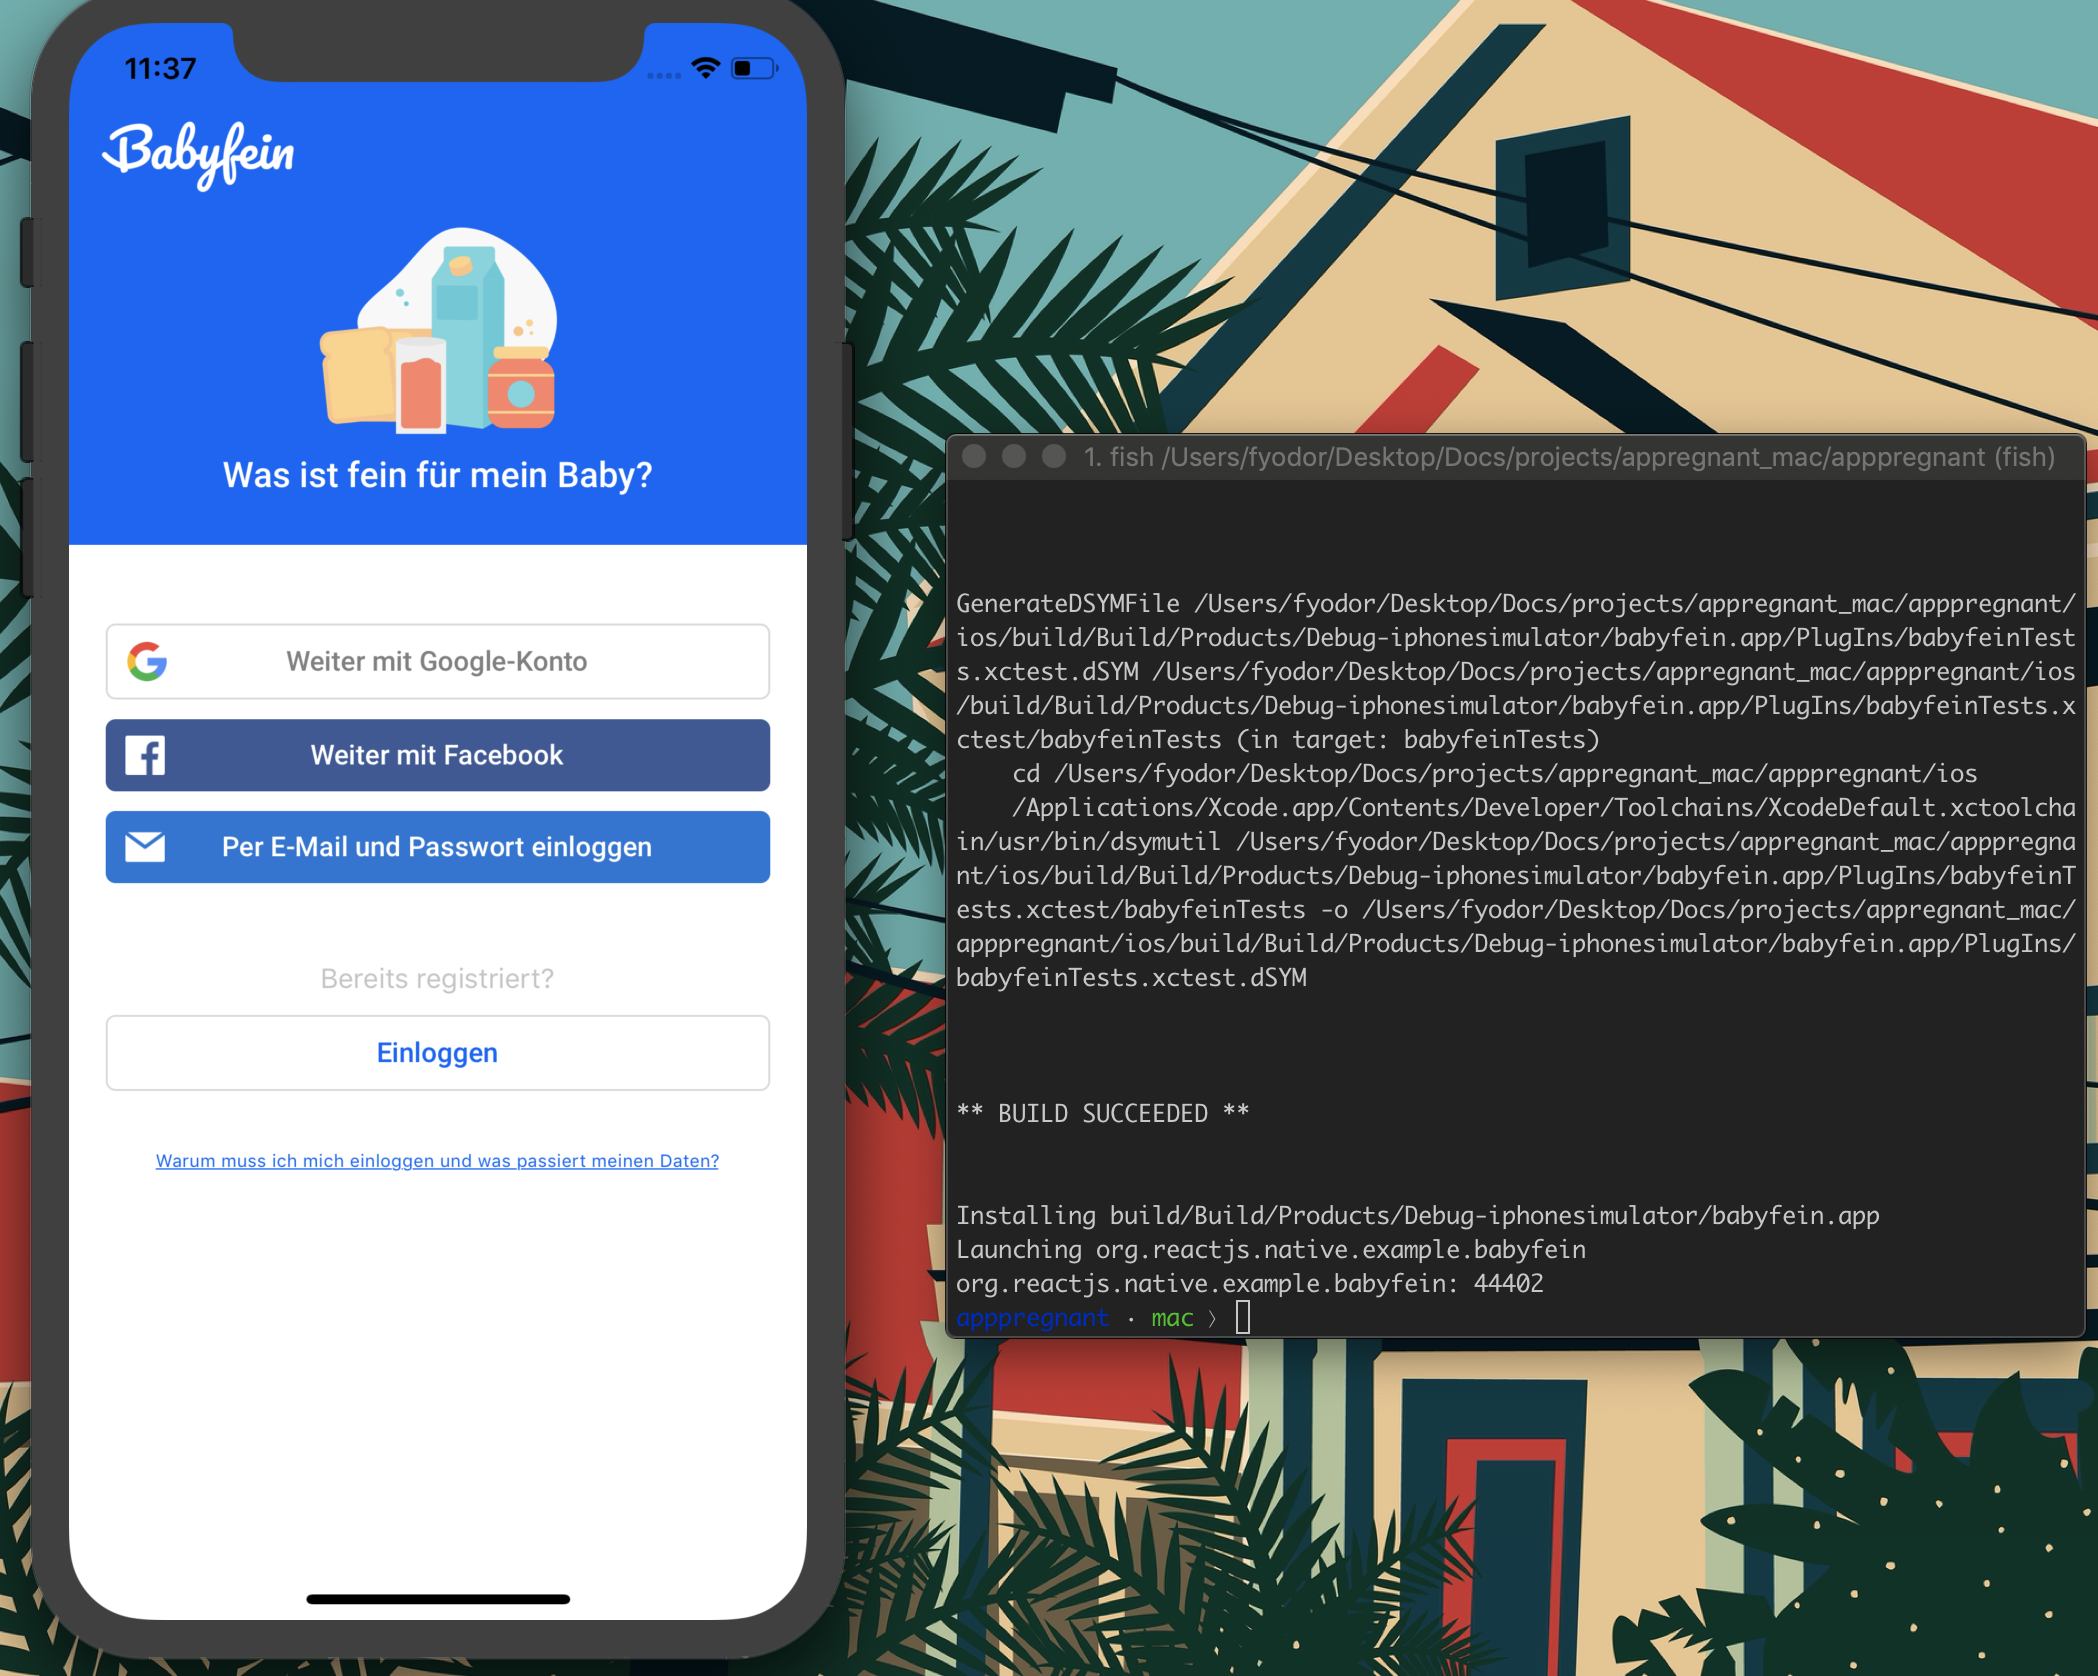 11:37
Babyfein
Was ist fein für mein Baby?
Weiter mit Google-Konto
Weiter mit Facebook
Per E-Mail und Passwort einloggen
Bereits registriert?
Einloggen
Warum muss ich mich einloggen und was passiert meinen Daten?
1. fish /Users/fyodor/Desktop/Docs/projects/appregnant_mac/apppregnant (fish)
GenerateDSYMFile /Users/fyodor/Desktop/Docs/projects/appregnant_mac/apppregnant/
ios/build/Build/Products/Debug-iphonesimulator/babyfein.app/PlugIns/babyfeinTest
s.xctest.dSYM /Users/fyodor/Desktop/Docs/projects/appregnant_mac/apppregnant/ios
/build/Build/Products/Debug-iphonesimulator/babyfein.app/PlugIns/babyfeinTests.x
ctest/babyfeinTests (in target: babyfeinTests)
    cd /Users/fyodor/Desktop/Docs/projects/appregnant_mac/apppregnant/ios
    /Applications/Xcode.app/Contents/Developer/Toolchains/XcodeDefault.xctoolcha
in/usr/bin/dsymutil /Users/fyodor/Desktop/Docs/projects/appregnant_mac/apppregna
nt/ios/build/Build/Products/Debug-iphonesimulator/babyfein.app/PlugIns/babyfeinT
ests.xctest/babyfeinTests -o /Users/fyodor/Desktop/Docs/projects/appregnant_mac/
apppregnant/ios/build/Build/Products/Debug-iphonesimulator/babyfein.app/PlugIns/
babyfeinTests.xctest.dSYM
** BUILD SUCCEEDED **
Installing build/Build/Products/Debug-iphonesimulator/babyfein.app
Launching org.reactjs.native.example.babyfein
org.reactjs.native.example.babyfein: 44402
apppregnant · mac 〉